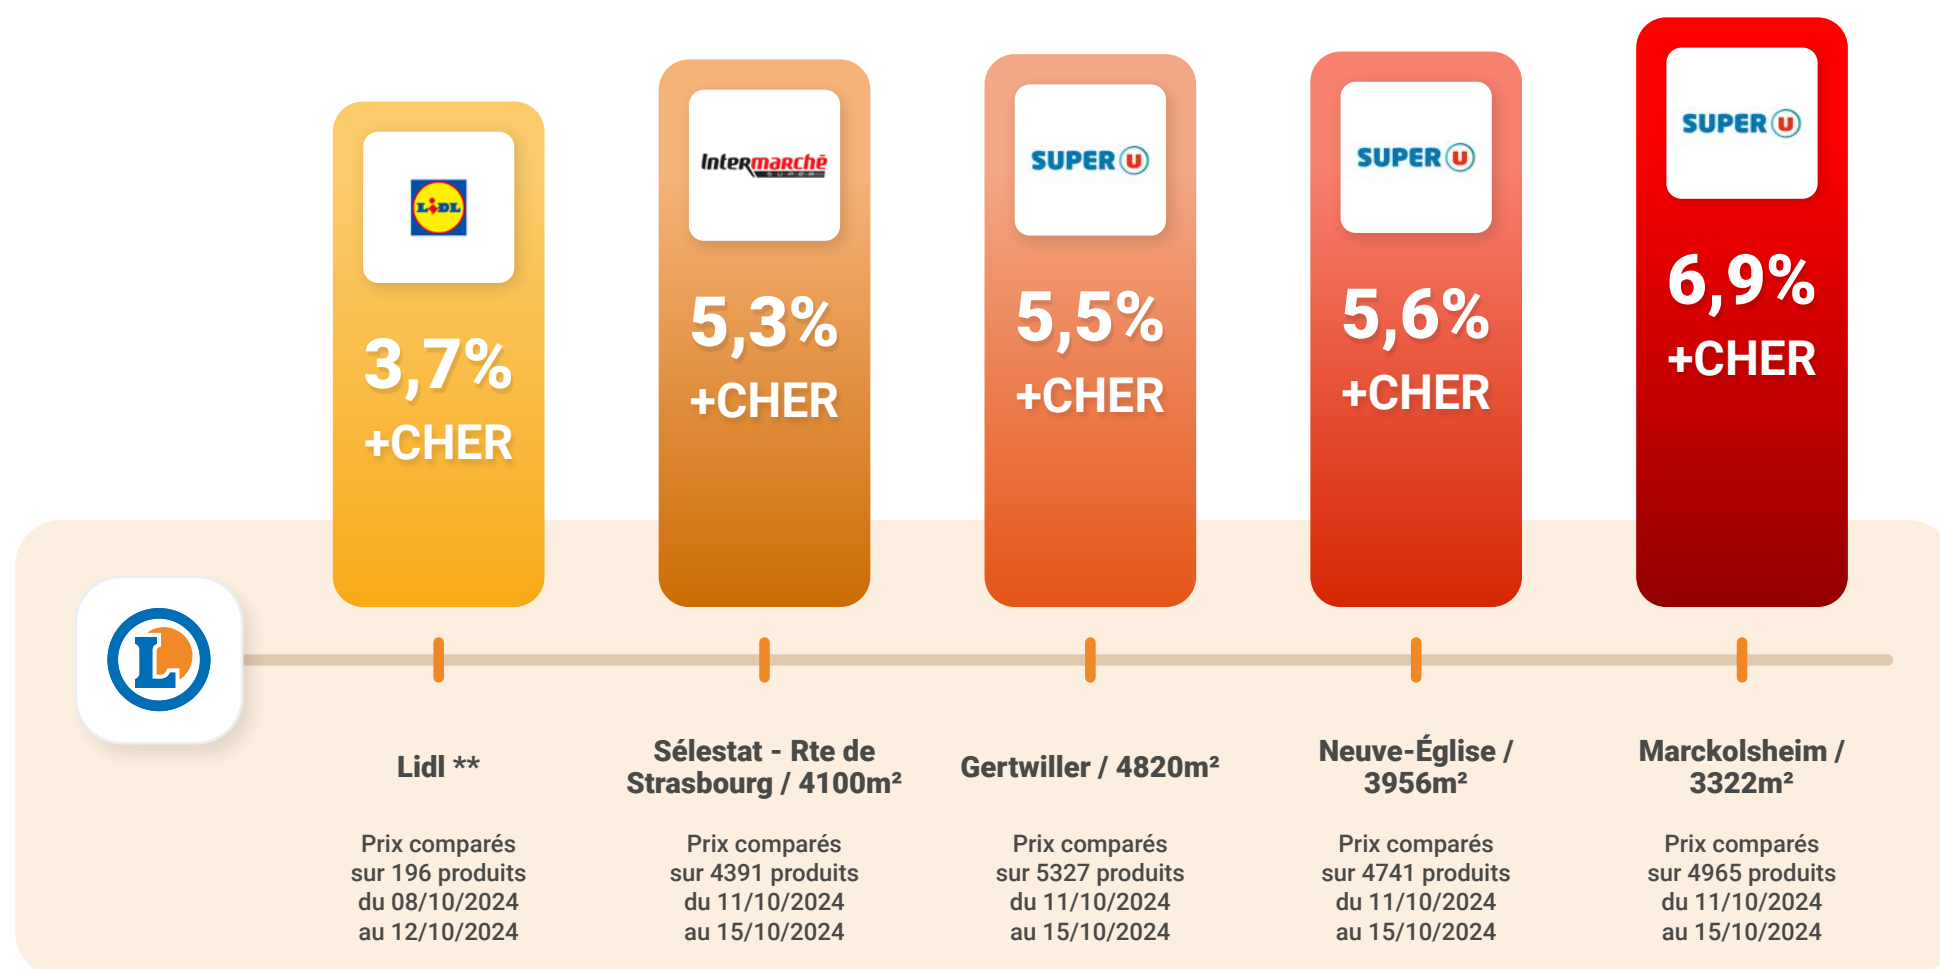 LIDL
3,7%
+CHER
Intermarché
SUPER
5,3%
+CHER
SUPER U
5,5%
+CHER
SUPER U
5,6%
+CHER
SUPER U
6,9%
+CHER
L
Lidl **
Prix comparés
sur 196 produits
du 08/10/2024
au 12/10/2024
Sélestat - Rte de
Strasbourg / 4100m²
Prix comparés
sur 4391 produits
du 11/10/2024
au 15/10/2024
Gertwiller / 4820m²
Prix comparés
sur 5327 produits
du 11/10/2024
au 15/10/2024
Neuve-Église /
3956m²
Prix comparés
sur 4741 produits
du 11/10/2024
au 15/10/2024
Marckolsheim /
3322m²
Prix comparés
sur 4965 produits
du 11/10/2024
au 15/10/2024